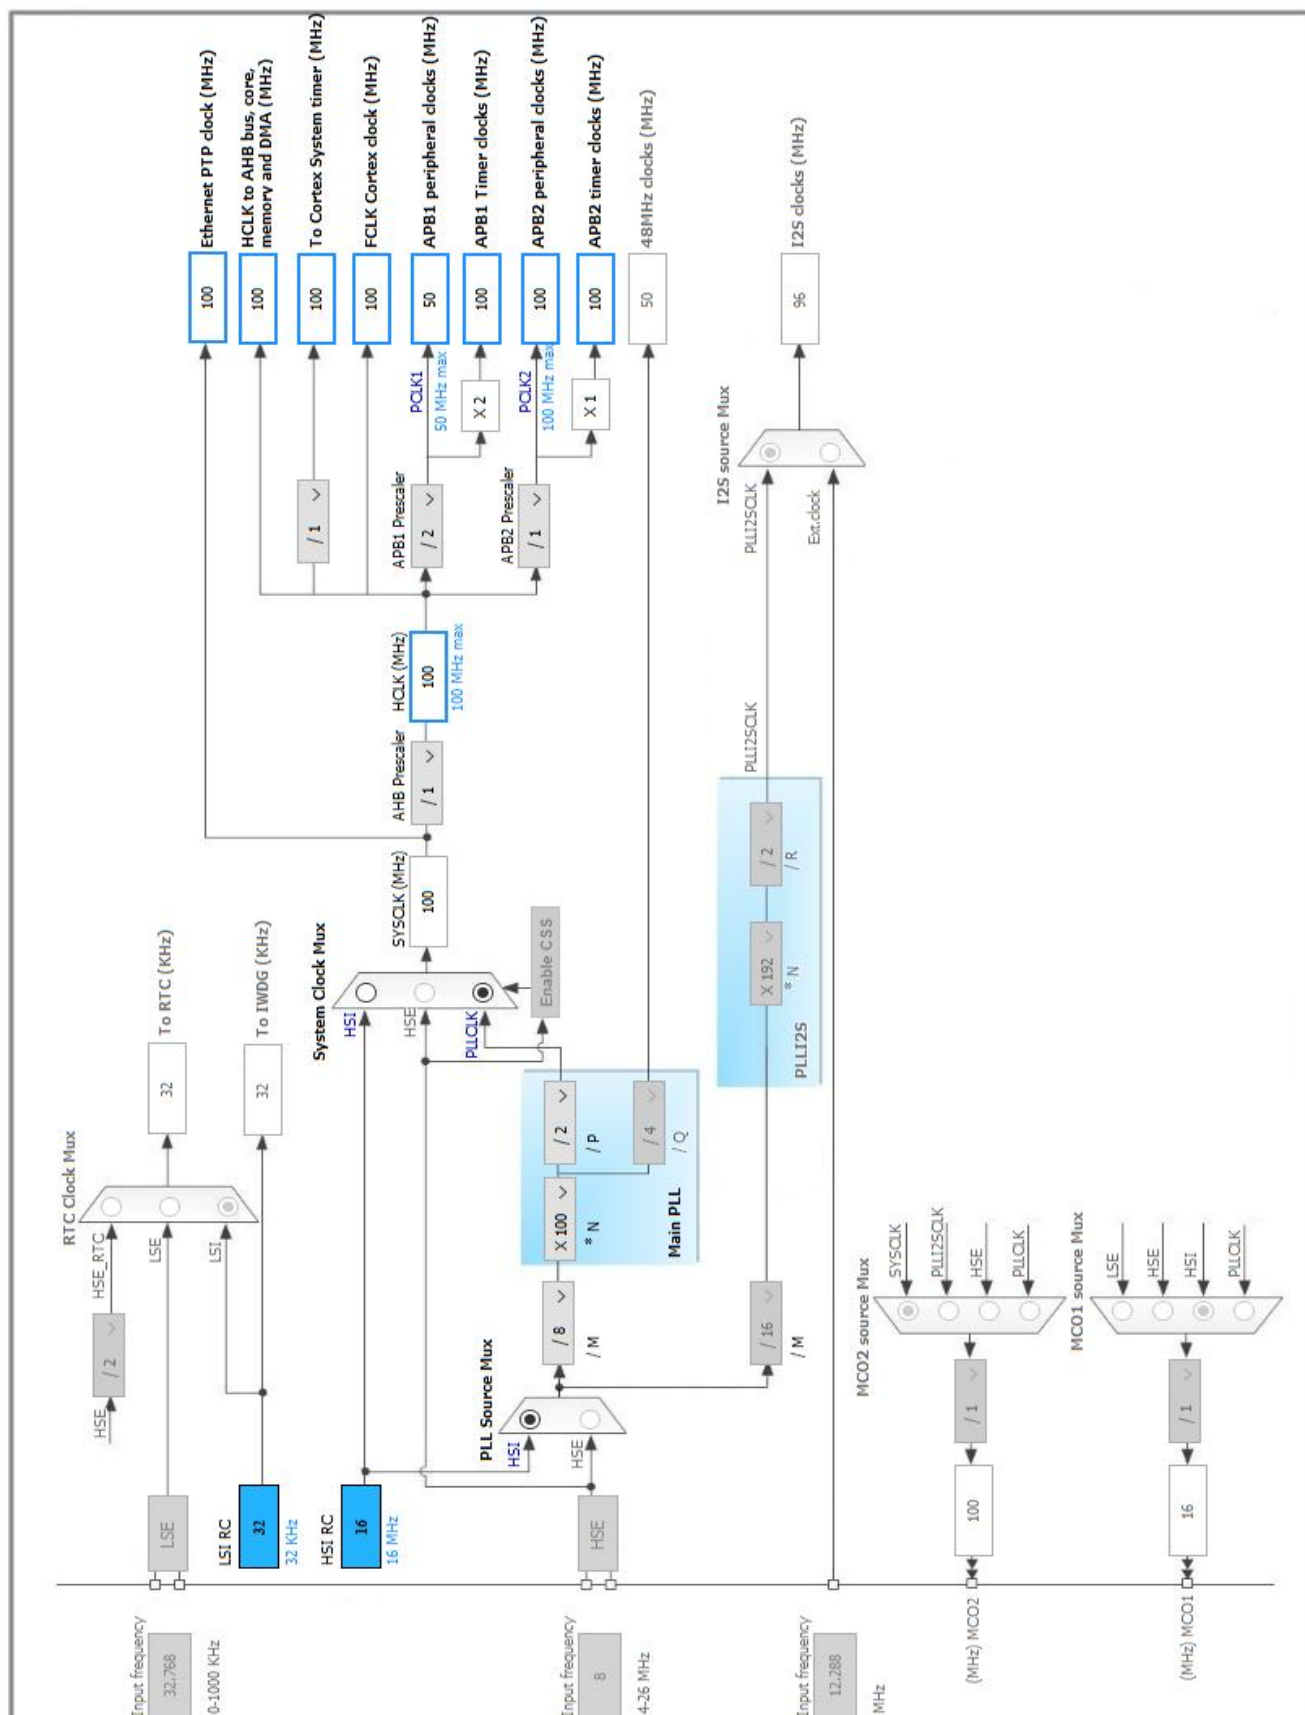 Input frequency
32.768
0-1000 KHz
LSE
HSE
/ 2
HSE_RTC
LSE
LSI
RTC Clock Mux
32
To RTC (KHz)
LSI RC
32
32 KHz
32
To IWDG (KHz)
HSI RC
16
16 MHz
Input frequency
8
4-26 MHz
HSE
PLL Source Mux
HSI
HSE
/ 8
/ M
X 100
* N
/ 2
/ P
/ 4
/ Q
Main PLL
System Clock Mux
HSI
HSE
PLLCLK
Enable CSS
SYSCLK (MHz)
100
AHB Prescaler
/ 1
HCLK (MHz)
100
100 MHz max
/ 1
APB1 Prescaler
/ 2
PCLK1
50 MHz max
X 2
APB2 Prescaler
/ 1
PCLK2
100 MHz max
X 1
100
Ethernet PTP clock (MHz)
100
HCLK to AHB bus, core,
memory and DMA (MHz)
100
To Cortex System timer (MHz)
100
FCLK Cortex clock (MHz)
50
APB1 peripheral clocks (MHz)
100
APB1 Timer clocks (MHz)
100
APB2 peripheral clocks (MHz)
100
APB2 timer clocks (MHz)
50
48MHz clocks (MHz)
/ 16
/ M
X 192
* N
/ 2
/ R
PLLI2S
PLLI2SCLK
PLLI2SCLK
Ext.clock
I2S source Mux
96
I2S clocks (MHz)
Input frequency
12.288
MHz
MCO2 source Mux
SYSCLK
PLLI2SCLK
HSE
PLLCLK
/ 1
100
(MHz) MCO2
MCO1 source Mux
LSE
HSE
HSI
PLLCLK
/ 1
16
(MHz) MCO1